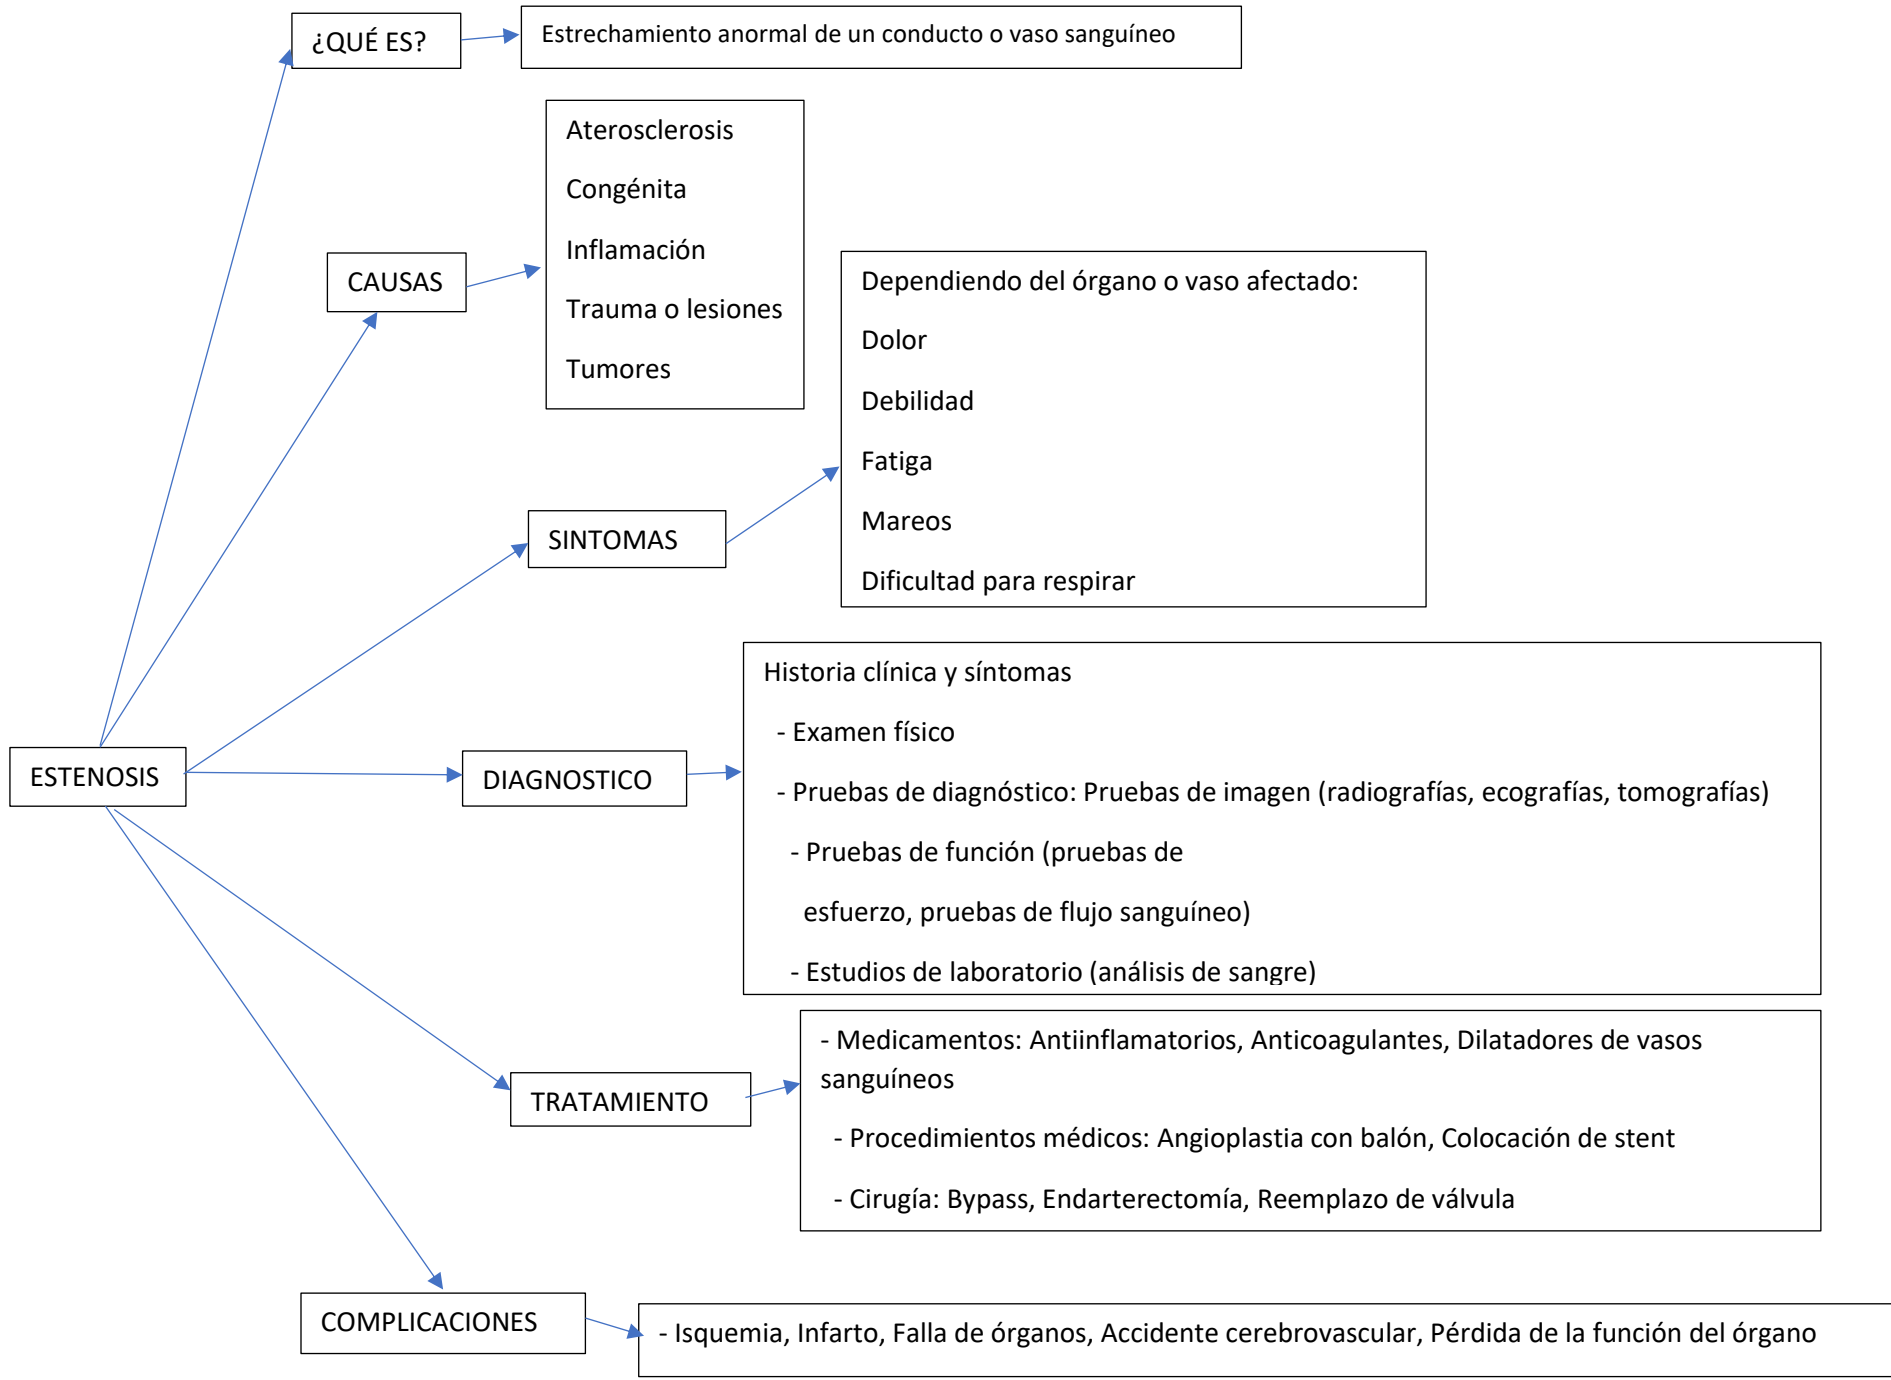 ¿QUÉ ES?
Estrechamiento anormal de un conducto o vaso sanguíneo
CAUSAS
Aterosclerosis
Congénita
Inflamación
Trauma o lesiones
Tumores
SINTOMAS
Dependiendo del órgano o vaso afectado:
Dolor
Debilidad
Fatiga
Mareos
Dificultad para respirar
ESTENOSIS
DIAGNOSTICO
Historia clínica y síntomas
- Examen físico
- Pruebas de diagnóstico: Pruebas de imagen (radiografías, ecografías, tomografías)
- Pruebas de función (pruebas de
esfuerzo, pruebas de flujo sanguíneo)
- Estudios de laboratorio (análisis de sangre)
TRATAMIENTO
- Medicamentos: Antiinflamatorios, Anticoagulantes, Dilatadores de vasos
sanguíneos
- Procedimientos médicos: Angioplastia con balón, Colocación de stent
- Cirugía: Bypass, Endarterectomía, Reemplazo de válvula
COMPLICACIONES
- Isquemia, Infarto, Falla de órganos, Accidente cerebrovascular, Pérdida de la función del órgano